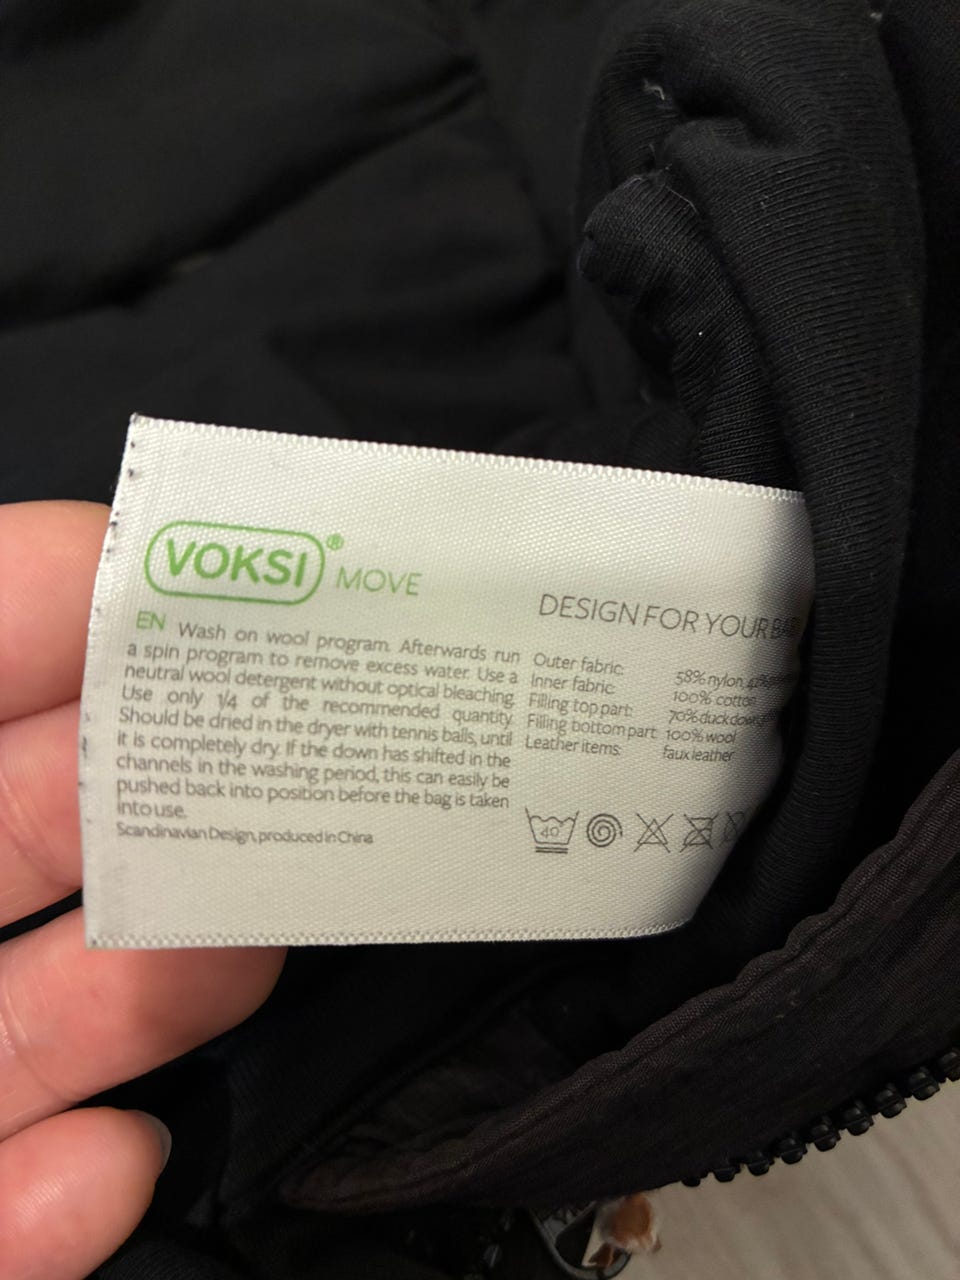 VOKSI® MOVE
EN Wash on wool program. Afterwards run
a spin program to remove excess water. Use a
neutral wool detergent without optical bleaching.
Use only 1/4 of the recommended quantity.
Should be dried in the dryer with tennis balls, until
it is completely dry. If the down has shifted in the
channels in the washing period, this can easily be
pushed back into position before the bag is taken
into use.
Scandinavian Design, produced in China
DESIGN FOR YOUR
Outer fabric: 58% nylon, 42%
Inner fabric: 100% cotton
Filling top part: 70% duck down
Filling bottom part: 100% wool
Leather items: faux leather
40°